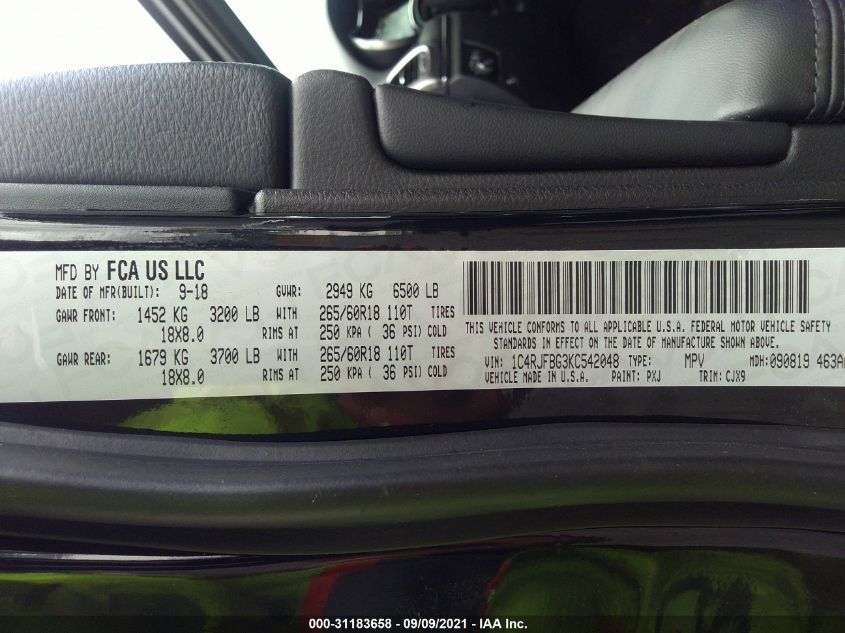 MFD BY FCA US LLC
DATE OF MFR(BUILT): 9-18 GVWR: 2949 KG 6500 LB
GAWR FRONT: 1452 KG 3200 LB WITH 265/60R18 110T TIRES
18X8.0 RIMS AT 250 KPA ( 36 PSI) COLD
GAWR REAR: 1679 KG 3700 LB WITH 265/60R18 110T TIRES
18X8.0 RIMS AT 250 KPA ( 36 PSI) COLD
THIS VEHICLE CONFORMS TO ALL APPLICABLE U.S.A. FEDERAL MOTOR VEHICLE SAFETY
STANDARDS IN EFFECT ON THE DATE OF MANUFACTURE SHOWN ABOVE.
VIN: 1C4RJFBG3KC542048 TYPE: MPV MDH: 090819
VEHICLE MADE IN U.S.A. PAINT: PXJ TRIM: CJX9
000-31183658 - 09/09/2021 - IAA Inc.